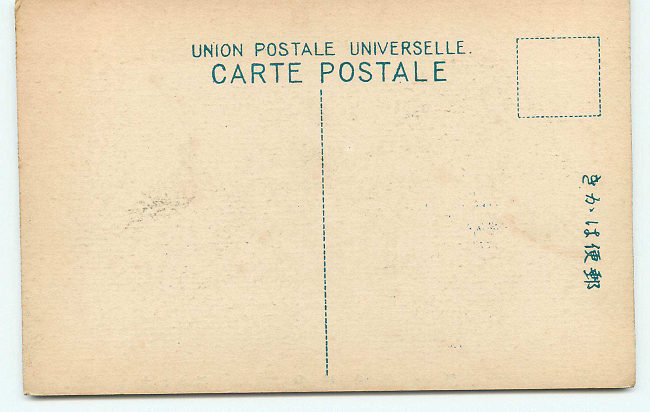 UNION POSTALE UNIVERSELLE.
CARTE POSTALE
郵便はかき